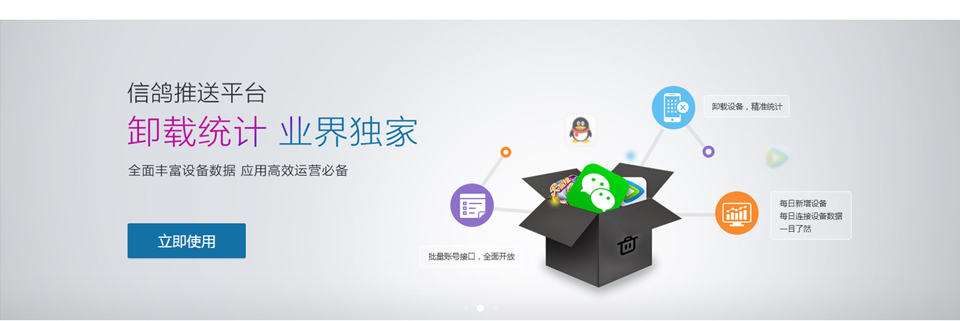 信鸽推送平台
卸载统计 业界独家
全面丰富设备数据 应用高效运营必备
立即使用
卸载设备，精准统计
每日新增设备
每日连接设备数据
一目了然
批量账号接口，全面开放